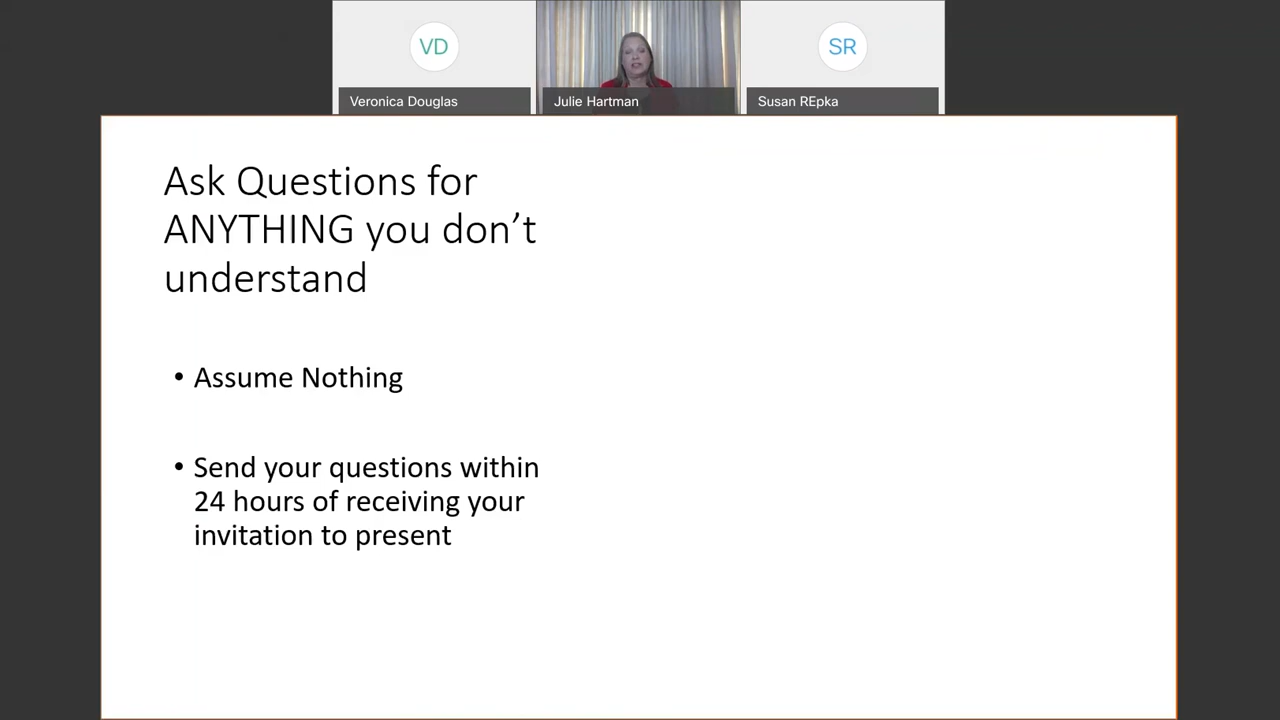 VD
SR
Veronica Douglas
Julie Hartman
Susan REpka
Ask Questions for
ANYTHING you don’t
understand
• Assume Nothing
• Send your questions within
24 hours of receiving your
invitation to present